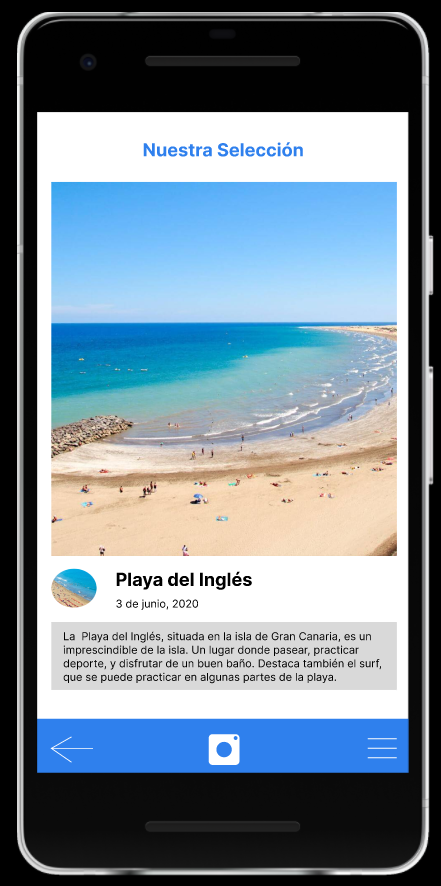 Nuestra Selección
Playa del Inglés
3 de junio, 2020
La Playa del Inglés, situada en la isla de Gran Canaria, es un
imprescindible de la isla. Un lugar donde pasear, practicar
deporte, y disfrutar de un buen baño. Destaca también el surf,
que se puede practicar en algunas partes de la playa.